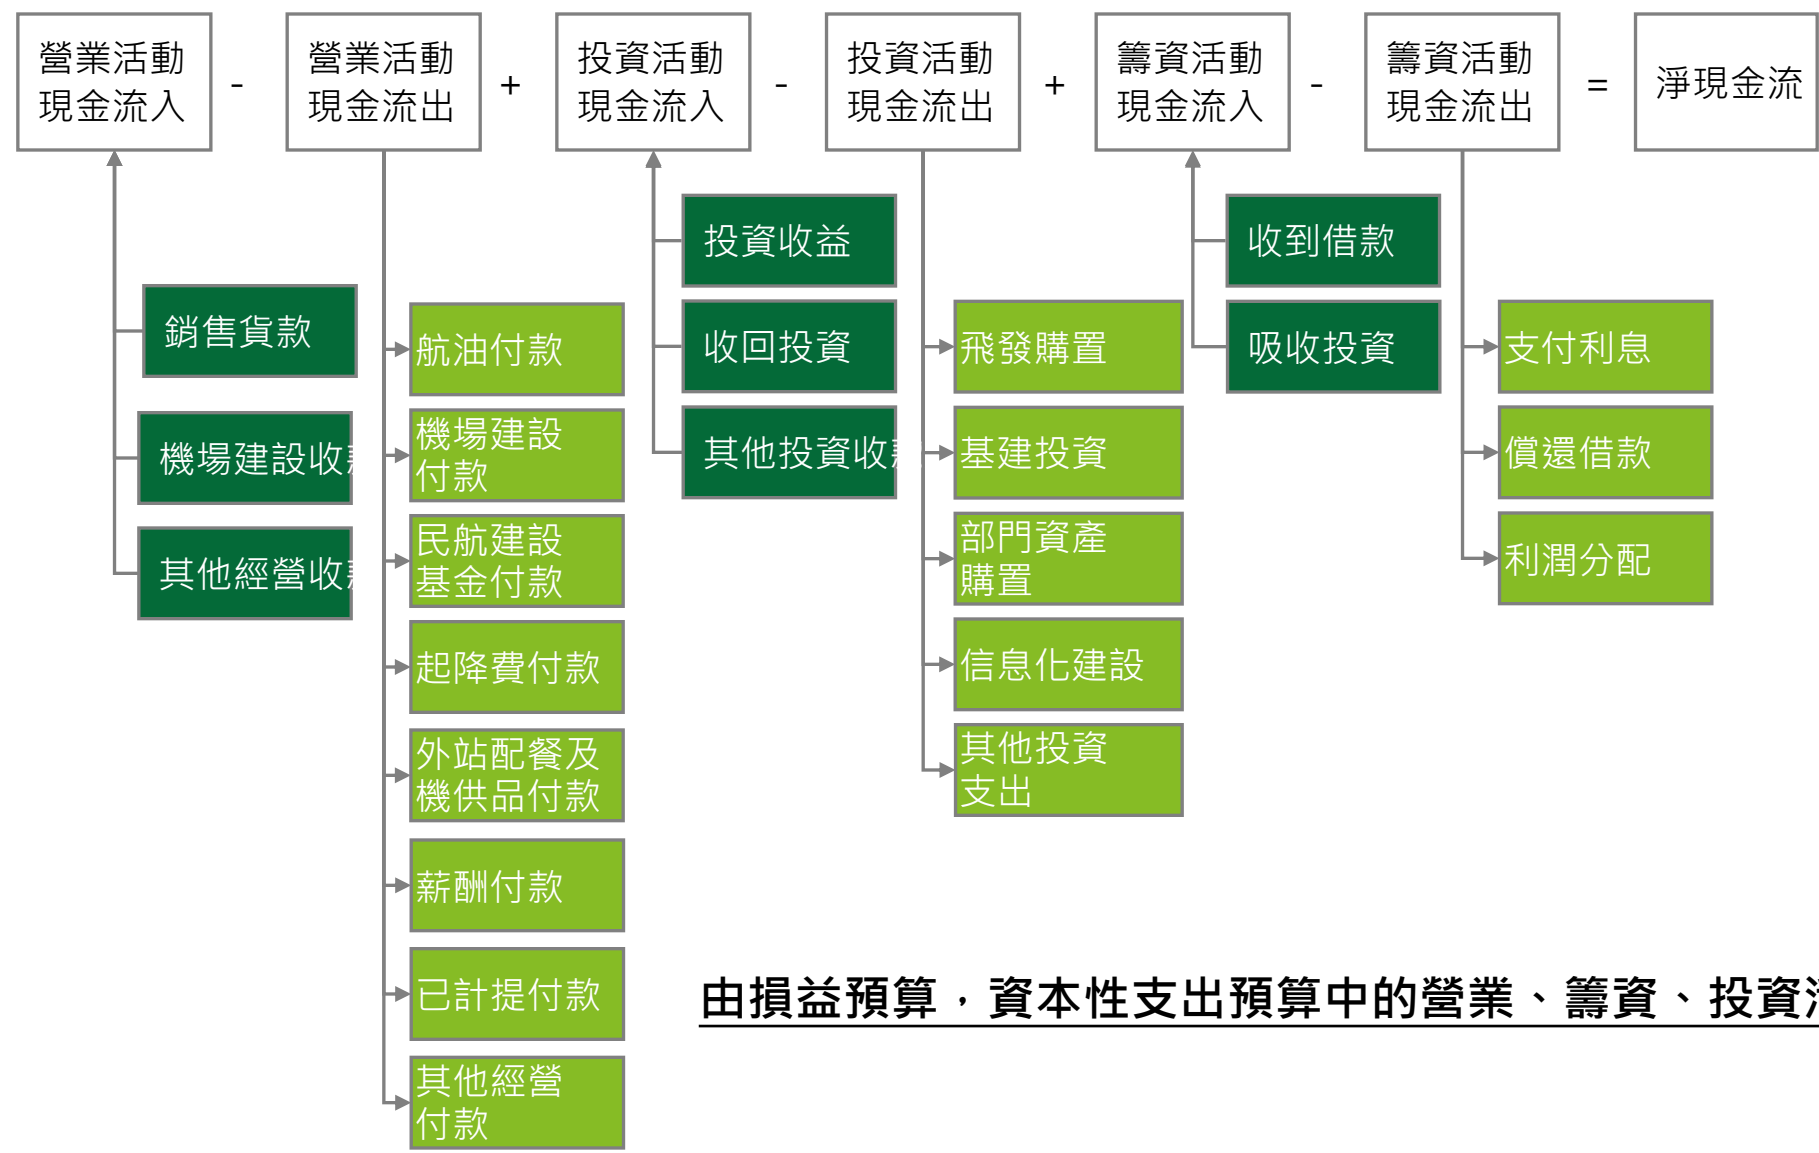 營業活動
現金流入
-
營業活動
現金流出
+
投資活動
現金流入
-
投資活動
現金流出
+
籌資活動
現金流入
-
籌資活動
現金流出
=
淨現金流
銷售貨款
機場建設收
其他經營收
航油付款
機場建設
付款
民航建設
基金付款
起降費付款
外站配餐及
機供品付款
薪酬付款
已計提付款
其他經營
付款
投資收益
收回投資
其他投資收
飛發購置
基建投資
部門資產
購置
信息化建設
其他投資
支出
收到借款
吸收投資
支付利息
償還借款
利潤分配
由損益預算，資本性支出預算中的營業、籌資、投資